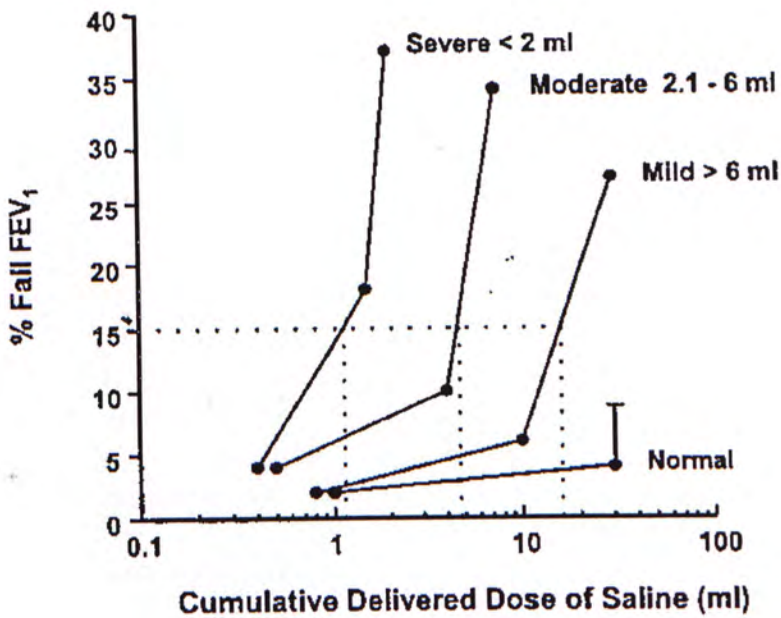 40
Severe < 2 ml
35
Moderate 2.1 - 6 ml
30
Mild > 6 ml
25
% Fall FEV1
20
15
10
5
Normal
0
0.1
1
10
100
Cumulative Delivered Dose of Saline (ml)